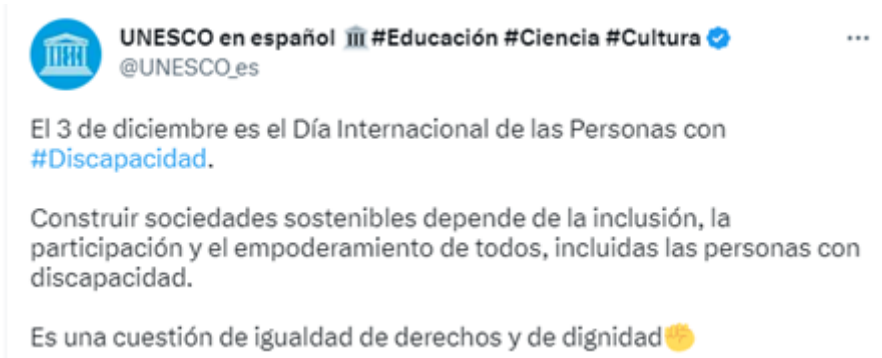 UNESCO en español 🏛️#Educación #Ciencia #Cultura
@UNESCO_es
El 3 de diciembre es el Día Internacional de las Personas con
#Discapacidad.
Construir sociedades sostenibles depende de la inclusión, la
participación y el empoderamiento de todos, incluidas las personas con
discapacidad.
Es una cuestión de igualdad de derechos y de dignidad✊